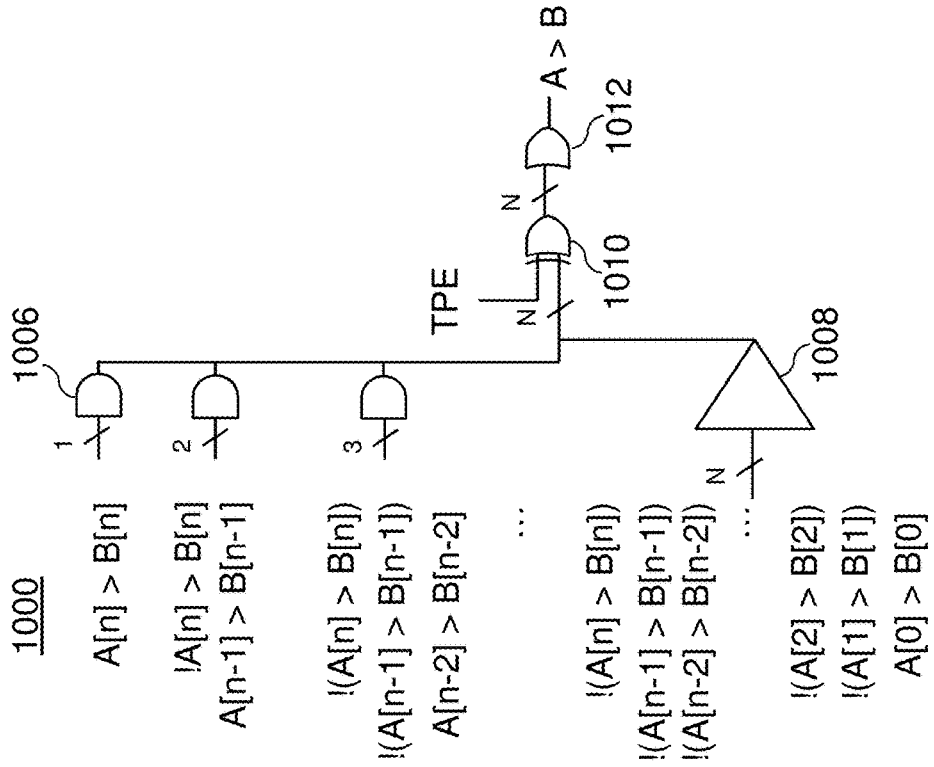 1000
A[n] > B[n]
1
1006
!A[n] > B[n]
A[n-1] > B[n-1]
2
!(A[n] > B[n])
!(A[n-1] > B[n-1])
A[n-2] > B[n-2]
3
...
!(A[n] > B[n])
!(A[n-1] > B[n-1])
!(A[n-2] > B[n-2])
...
!(A[2] > B[2])
!(A[1] > B[1])
A[0] > B[0]
N
1008
TPE
N
1010
N
1012
A > B